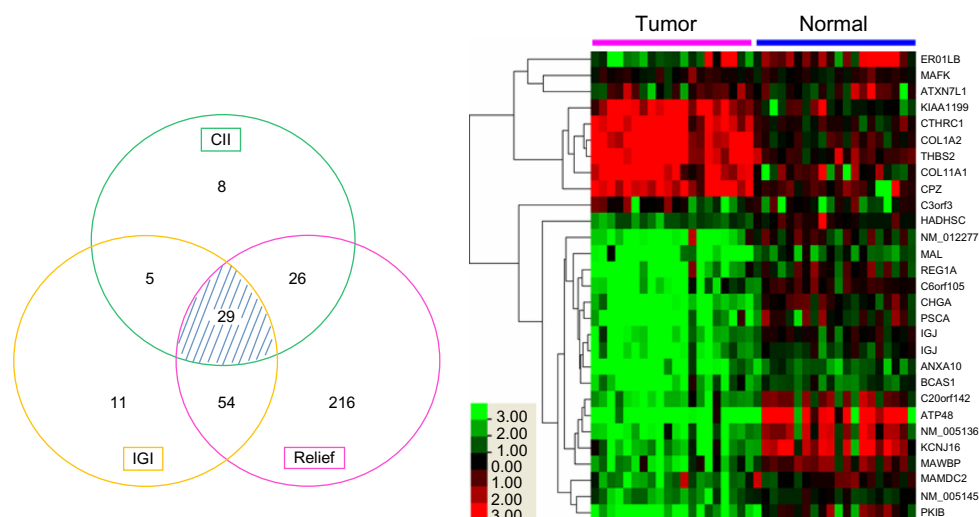 CII
8
5
26
29
11
54
216
IGI
Relief
Tumor
Normal
ER01LB
MAFK
ATXN7L1
KIAA1199
CTHRC1
COL1A2
THBS2
COL11A1
CPZ
C3orf3
HADHSC
NM_012277
MAL
REG1A
C6orf105
CHGA
PSCA
IGJ
IGJ
ANXA10
BCAS1
C20orf142
ATP48
NM_005136
KCNJ16
MAWBP
MAMDC2
NM_005145
PKIB
3.00
2.00
1.00
0.00
1.00
2.00
3.00